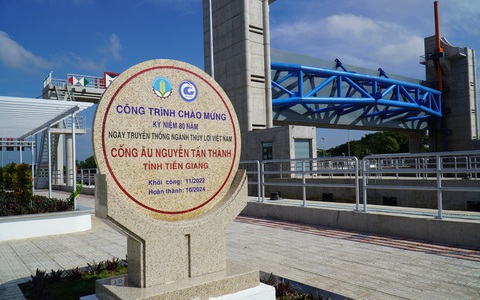 CÔNG TRÌNH CHÀO MỪNG
KỶ NIỆM 80 NĂM
NGÀY TRUYỀN THỐNG NGÀNH THỦY LỢI VIỆT NAM
CỐNG ÂU NGUYỄN TẤN THÀNH
TỈNH TIỀN GIANG
Khởi công: 11/2022
Hoàn thành: 10/2024